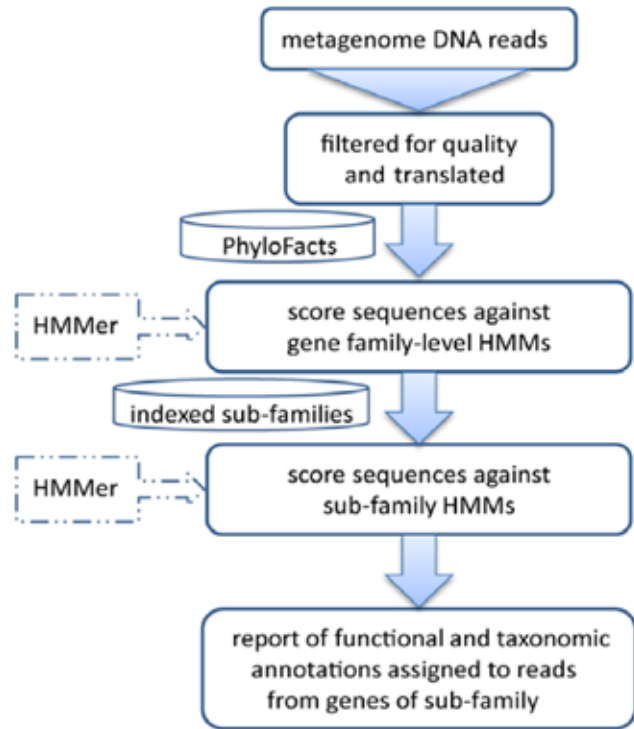 metagenome DNA reads
filtered for quality
and translated
PhyloFacts
HMMer
score sequences against
gene family-level HMMs
indexed sub-families
HMMer
score sequences against
sub-family HMMs
report of functional and taxonomic
annotations assigned to reads
from genes of sub-family